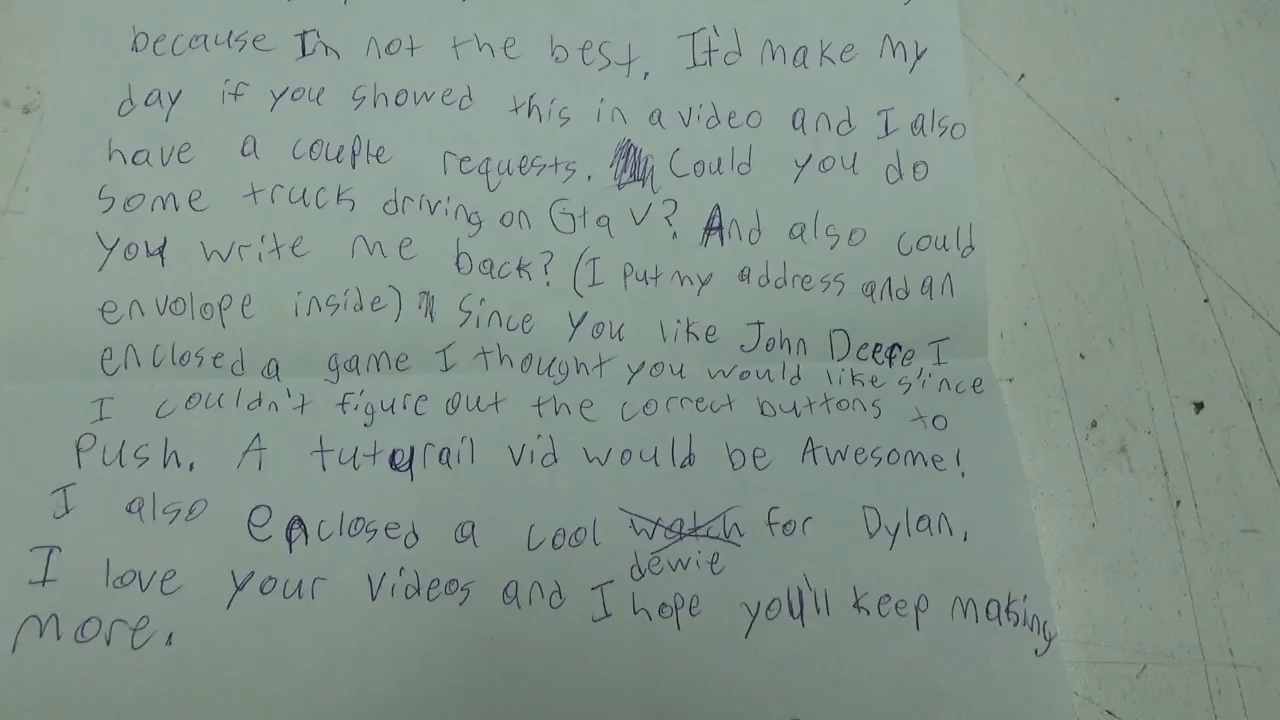 because I'm not the best. It'd make my
day if you showed this in a video and I also
have a couple requests. Could you do
some truck driving on Gta V? And also could
you write me back? (I put my address and an
envolope inside) Since you like John Deere I
enclosed a game I thought you would like since
I couldn't figure out the correct buttons to
Push. A tutorail vid would be Awesome!
I also enclosed a cool watch for Dylan.
dewie
I love your videos and I hope you'll keep making
more.